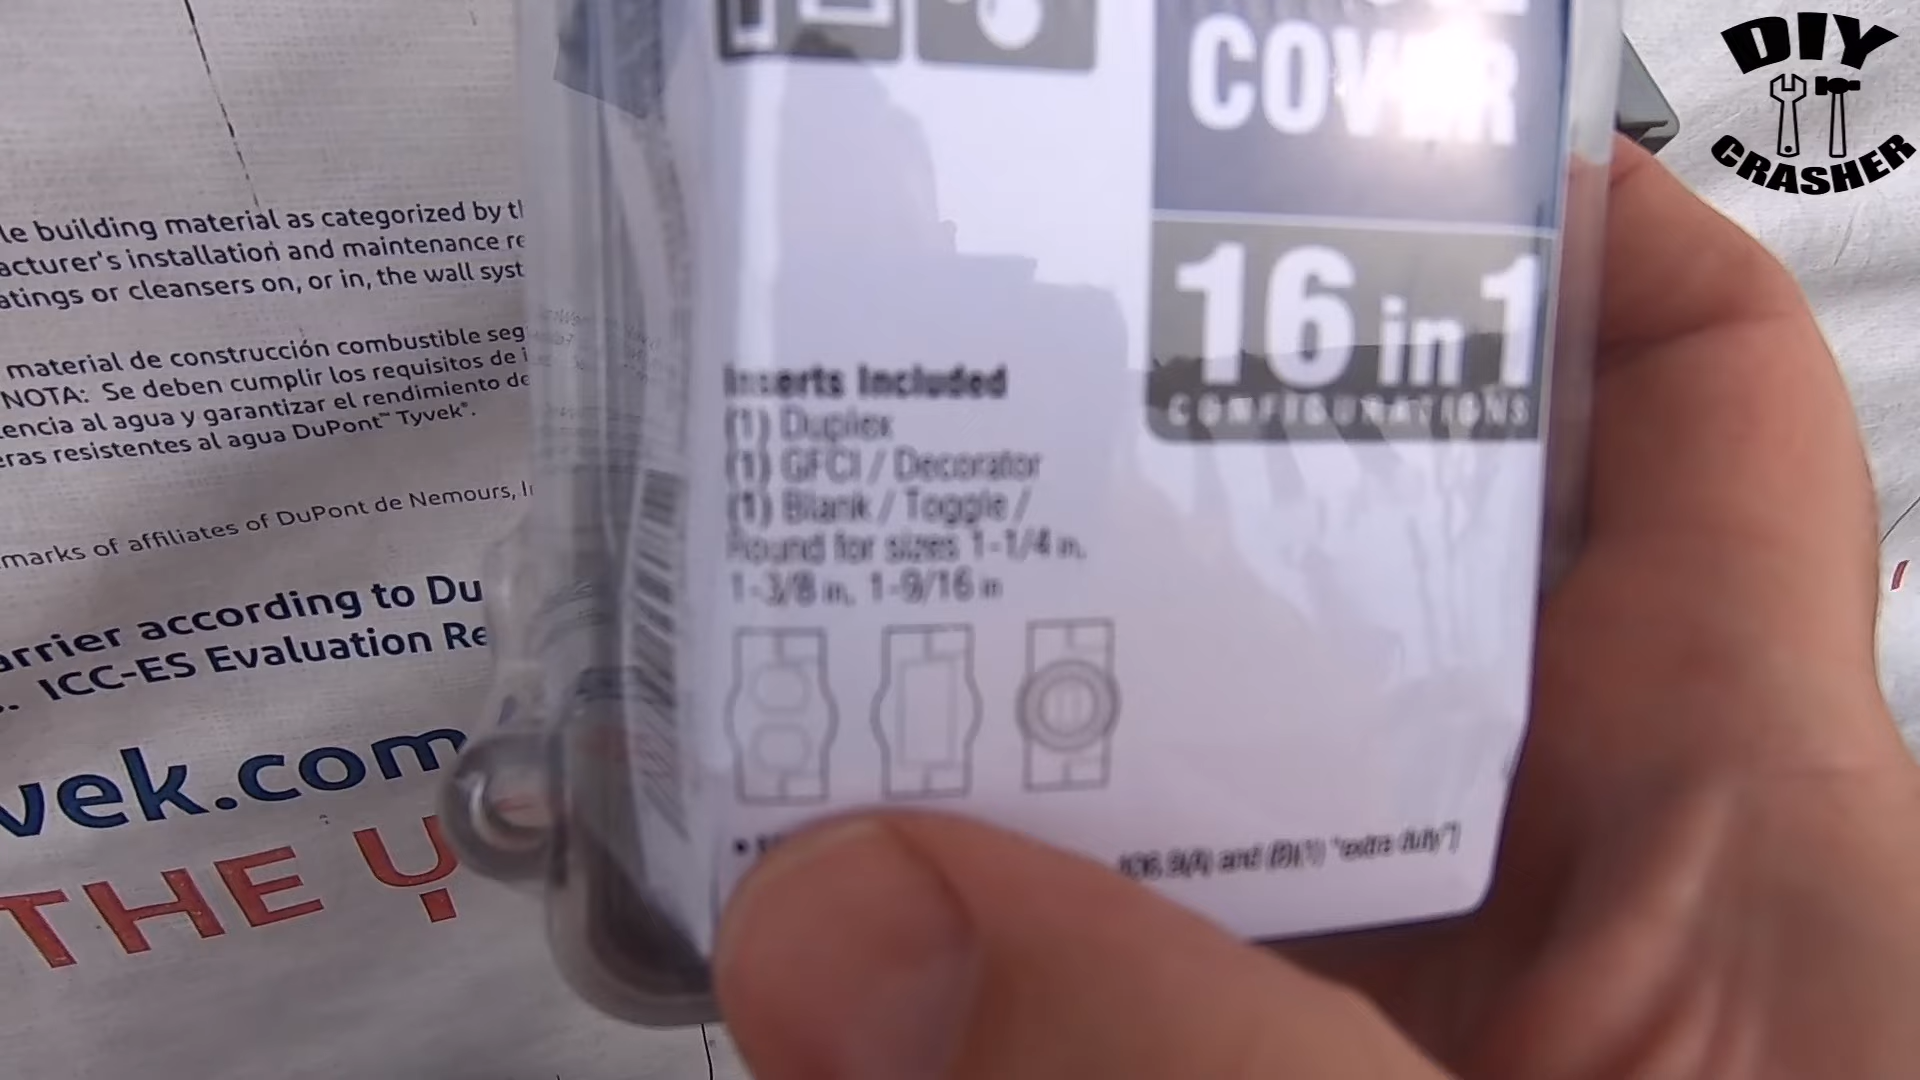 DIY
CRASHER
COVER
16 in 1
CONFIGURATIONS
Inserts Included
(1) Duplex
(1) GFCI / Decorator
(1) Blank / Toggle /
Round for sizes 1-1/4 in,
1-3/8 in, 1-9/16 in
and (B)(1) "extra duty"]
le building material as categorized by
acturer's installation and maintenance
atings or cleansers on, or in, the wall syst
material de construcción combustible seg
NOTA: Se deben cumplir los requisitos de
encia al agua y garantizar el rendimiento de
eras resistentes al agua DuPont™ Tyvek®.
marks of affiliates of DuPont de Nemours,
arrier according to Du
ICC-ES Evaluation Re
vek.com
THE